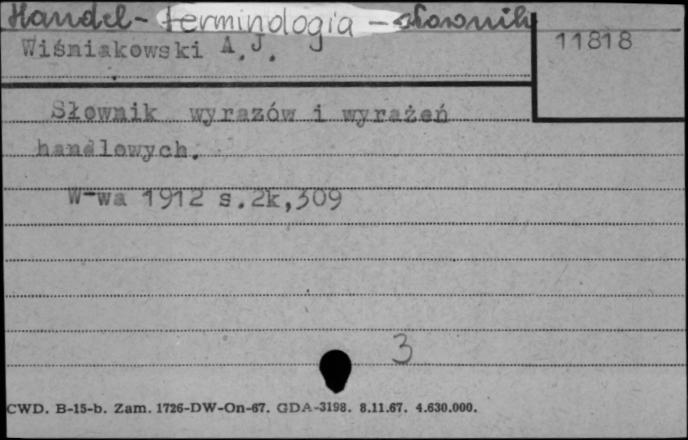 Handel - terminologia - słownik
Wiśniakowski A.J.
11818
Słownik wyrazów i wyrażeń
handlowych.
W-wa 1912 s.2k,309
3
CWD. B-15-b. Zam. 1726-DW-On-67. GDA-3198. 8.11.67. 4.630.000.